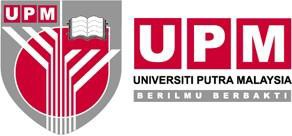 UPM
UPM
UNIVERSITI PUTRA MALAYSIA
BERILMU BERBAKTI